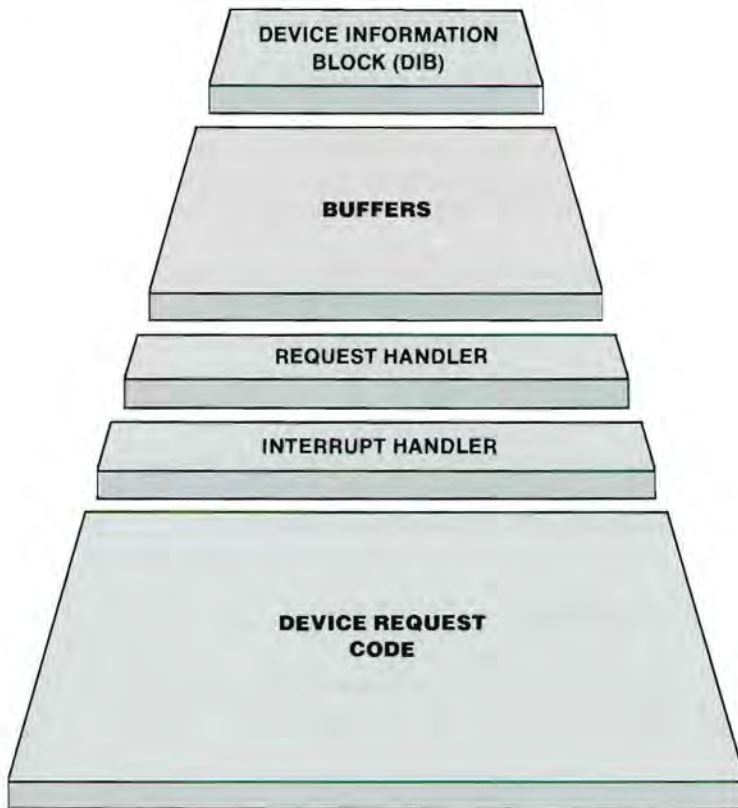 DEVICE INFORMATION
BLOCK (DIB)
BUFFERS
REQUEST HANDLER
INTERRUPT HANDLER
DEVICE REQUEST
CODE